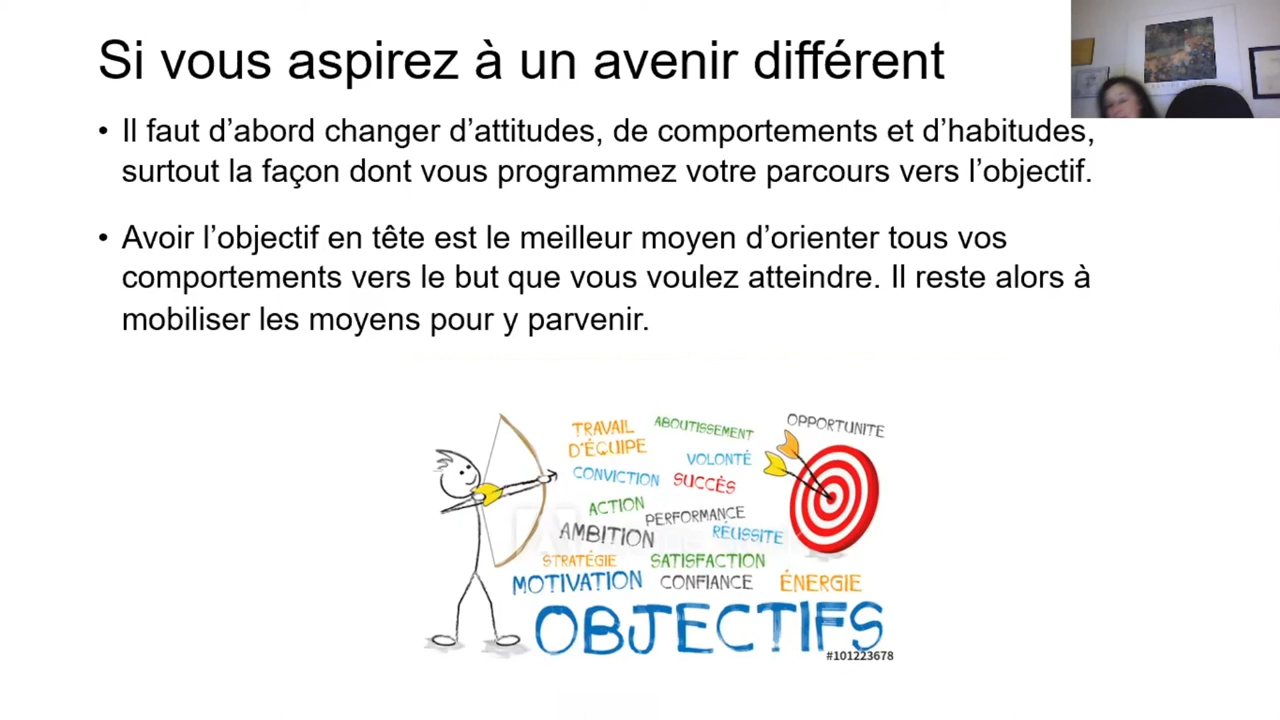 Si vous aspirez à un avenir différent
• Il faut d’abord changer d’attitudes, de comportements et d’habitudes,
surtout la façon dont vous programmez votre parcours vers l’objectif.
• Avoir l’objectif en tête est le meilleur moyen d’orienter tous vos
comportements vers le but que vous voulez atteindre. Il reste alors à
mobiliser les moyens pour y parvenir.
TRAVAIL
D'ÉQUIPE
ABOUTISSEMENT
OPPORTUNITE
VOLONTÉ
CONVICTION
SUCCÈS
ACTION
PERFORMANCE
AMBITION
RÉUSSITE
STRATÉGIE
SATISFACTION
MOTIVATION
CONFIANCE
ÉNERGIE
OBJECTIFS
#101223678